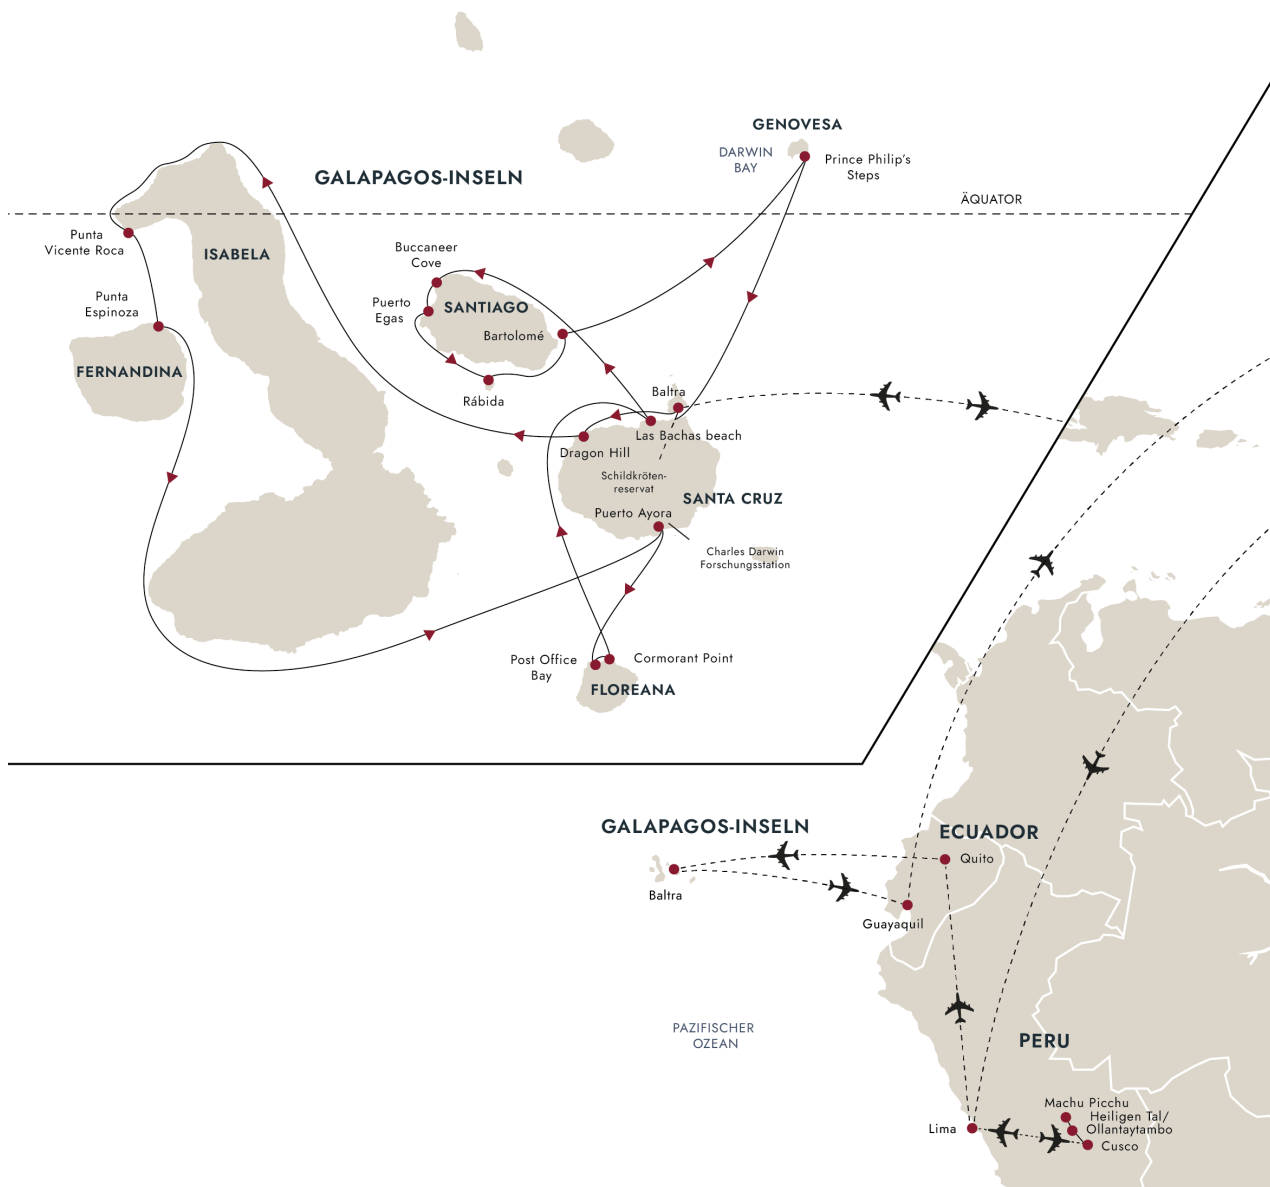 GENOVESA
DARWIN
BAY
Prince Philip's
Steps
GALAPAGOS-INSELN
ÄQUATOR
Punta
Vicente Roca
ISABELA
Buccaneer
Cove
Punta
Espinoza
Puerto
Egas
SANTIAGO
Bartolomé
FERNANDINA
Rábida
Baltra
Las Bachas beach
Dragon Hill
Schildkröten-
reservat
SANTA CRUZ
Puerto Ayora
Charles Darwin
Forschungsstation
Post Office
Bay
Cormorant Point
FLOREANA
GALAPAGOS-INSELN
ECUADOR
Quito
Baltra
Guayaquil
PAZIFISCHER
OZEAN
PERU
Machu Picchu
Heiligen Tal/
Ollantaytambo
Lima
Cusco